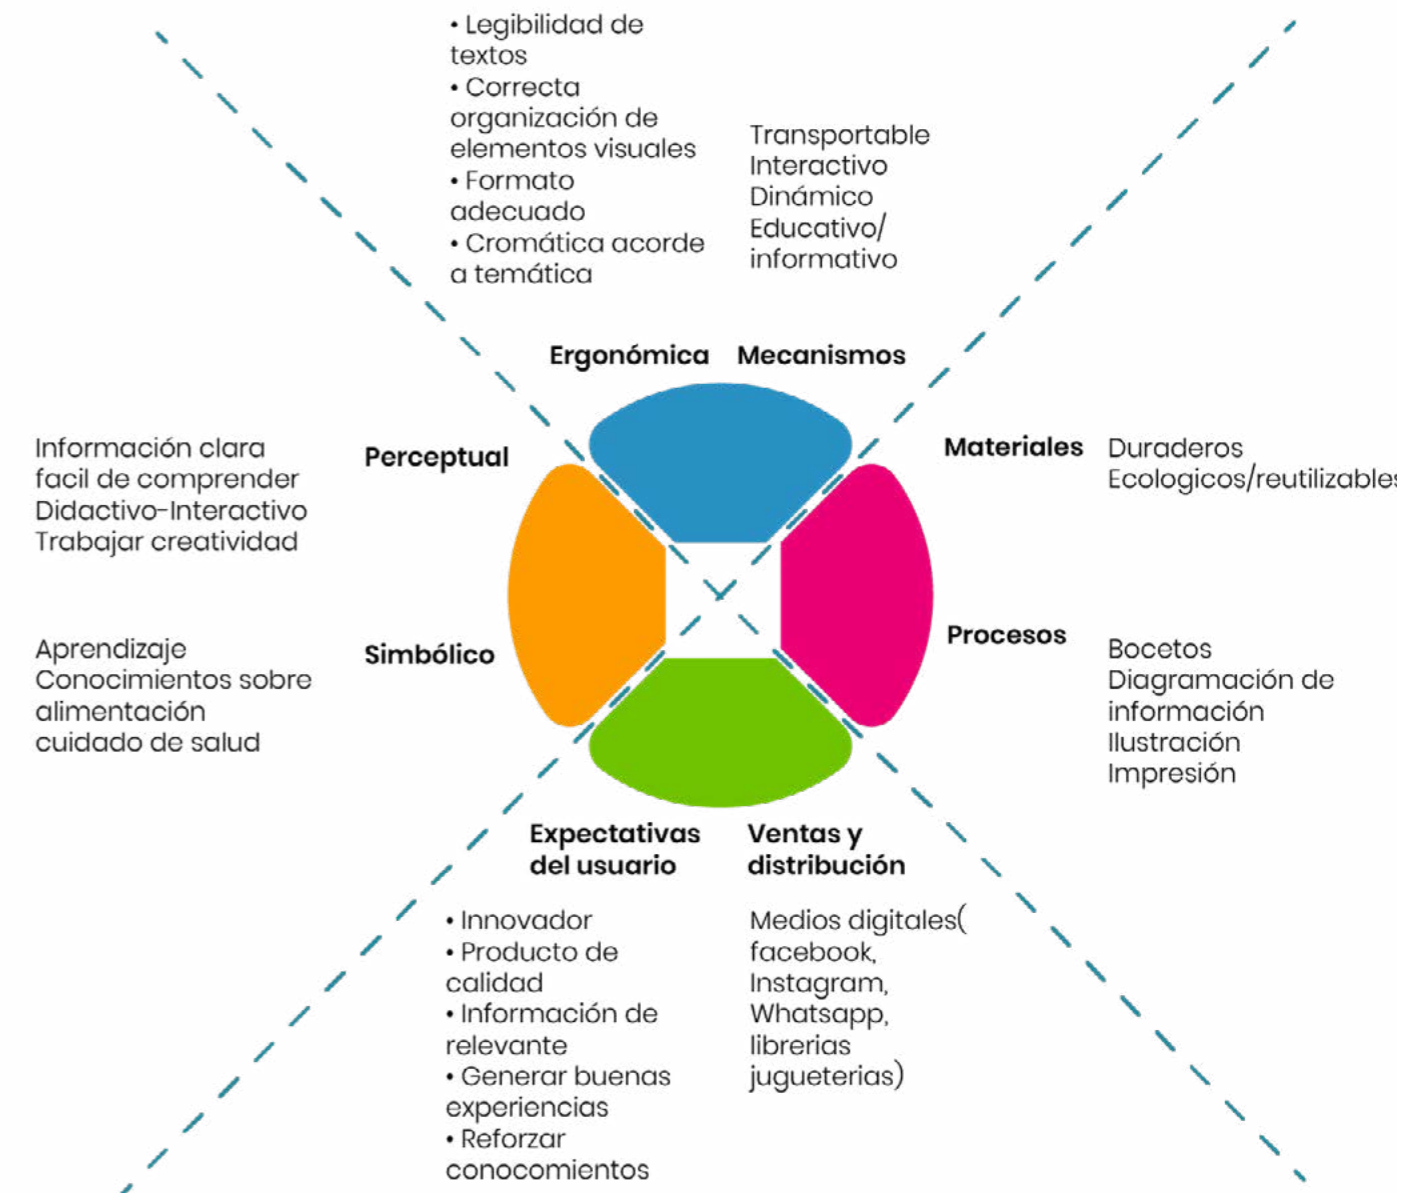 • Legibilidad de
textos
• Correcta
organización de
elementos visuales
• Formato
adecuado
• Cromática acorde
a temática
Transportable
Interactivo
Dinámico
Educativo/
informativo
Ergonómica
Mecanismos
Perceptual
Información clara
facil de comprender
Didactivo-Interactivo
Trabajar creatividad
Materiales
Duraderos
Ecologicos/reutilizables
Simbólico
Aprendizaje
Conocimientos sobre
alimentación
cuidado de salud
Procesos
Bocetos
Diagramación de
información
Ilustración
Impresión
Expectativas
del usuario
• Innovador
• Producto de
calidad
• Información de
relevante
• Generar buenas
experiencias
• Reforzar
conocomientos
Ventas y
distribución
Medios digitales(
facebook,
Instagram,
Whatsapp,
librerias
jugueterias)